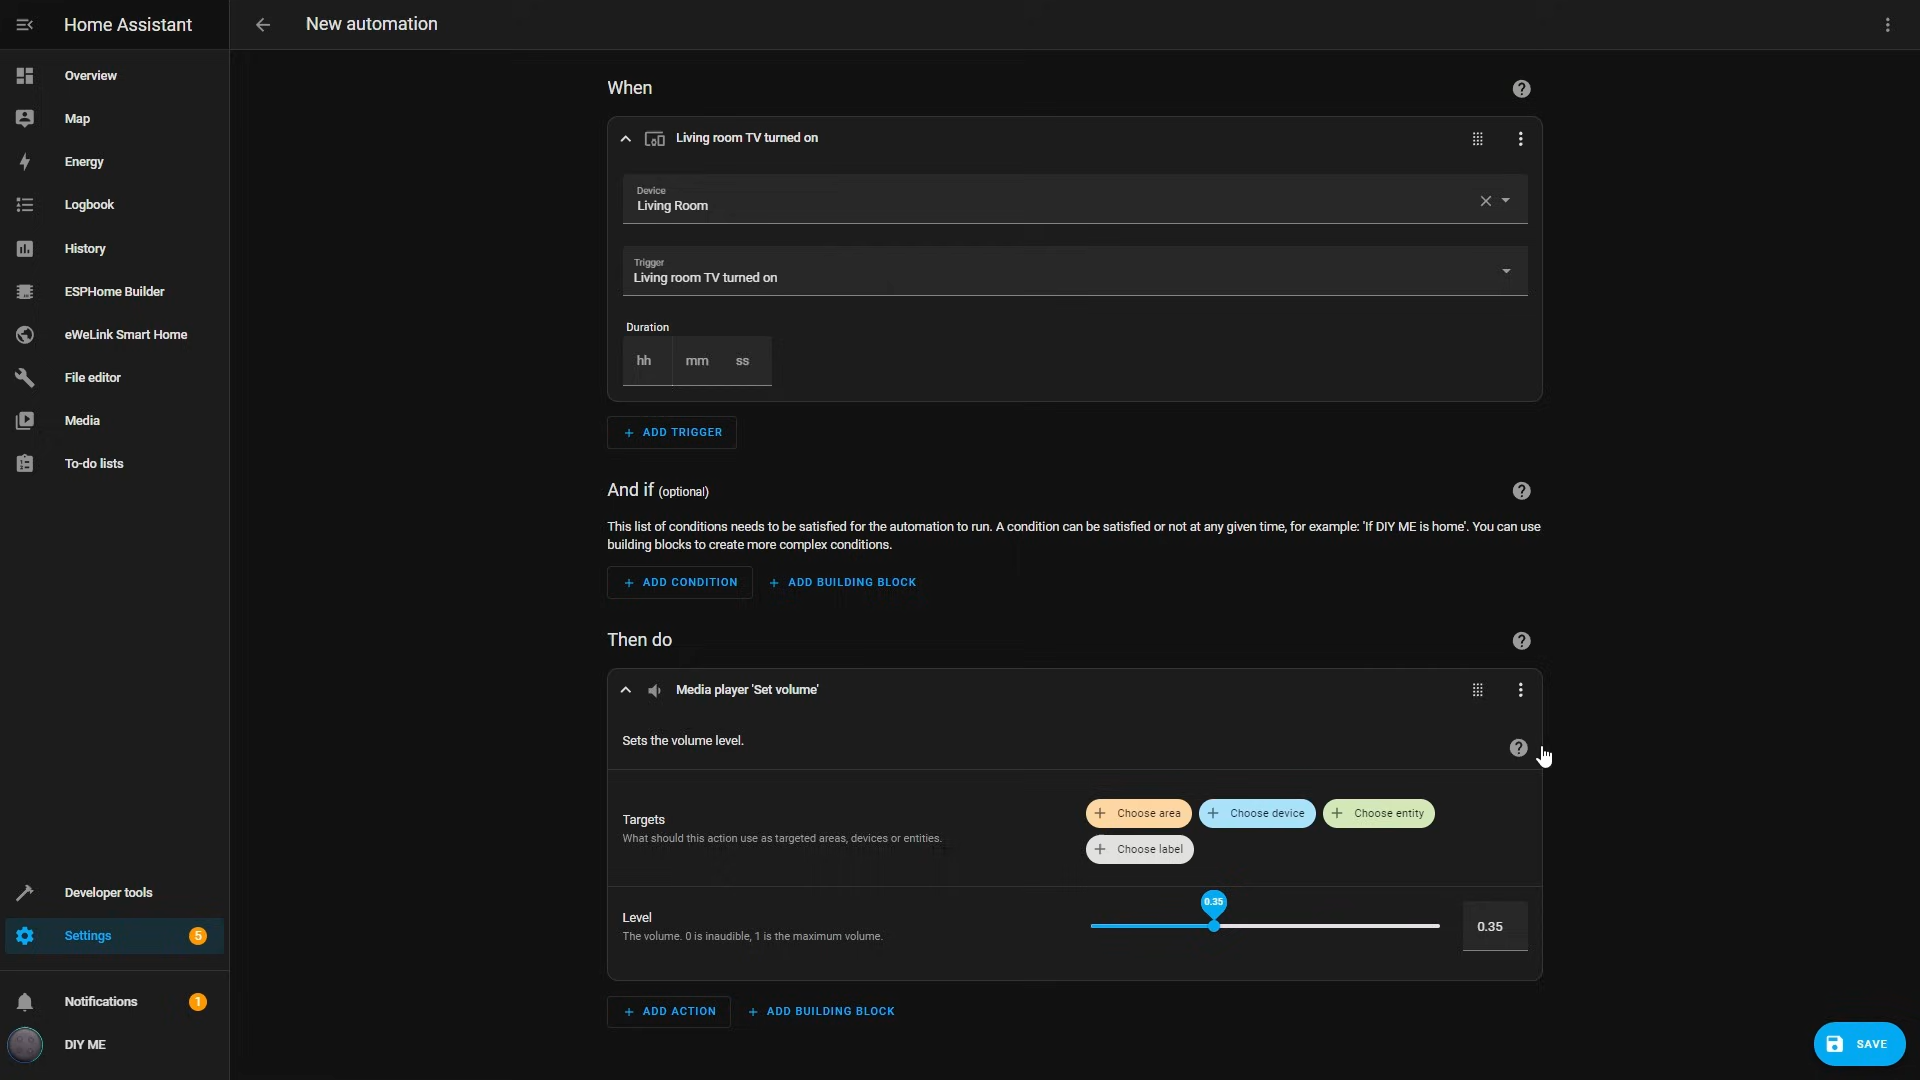 Home Assistant
New automation
Overview
Map
Energy
Logbook
History
ESPHome Builder
eWeLink Smart Home
File editor
Media
To-do lists
Developer tools
Settings 5
Notifications 1
DIY ME
When
Living room TV turned on
Device
Living Room
Trigger
Living room TV turned on
Duration
hh mm ss
ADD TRIGGER
And if (optional)
This list of conditions needs to be satisfied for the automation to run. A condition can be satisfied or not at any given time, for example: 'If DIY ME is home'. You can use
building blocks to create more complex conditions.
ADD CONDITION ADD BUILDING BLOCK
Then do
Media player 'Set volume'
Sets the volume level.
Targets
What should this action use as targeted areas, devices or entities.
Choose area Choose device Choose entity
Choose label
0.35
Level
The volume. 0 is inaudible, 1 is the maximum volume.
0.35
ADD ACTION ADD BUILDING BLOCK
SAVE